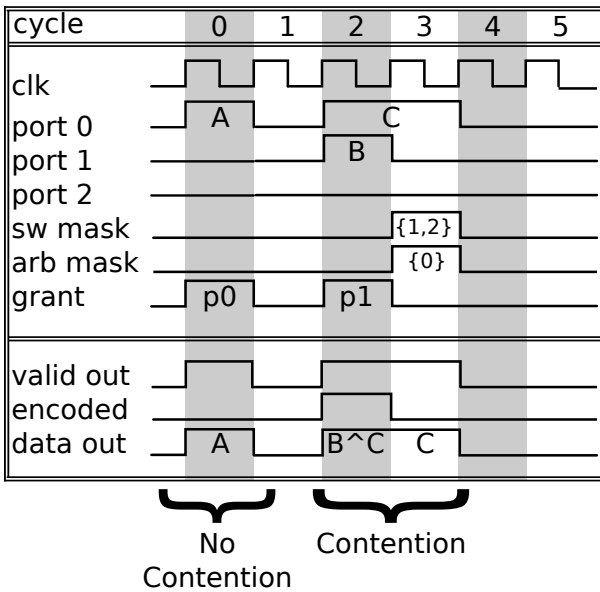 cycle 0 1 2 3 4 5
clk
port 0 A C
port 1 B
port 2
sw mask {1,2}
arb mask {0}
grant p0 p1
valid out
encoded
data out A B^C C
No Contention
Contention